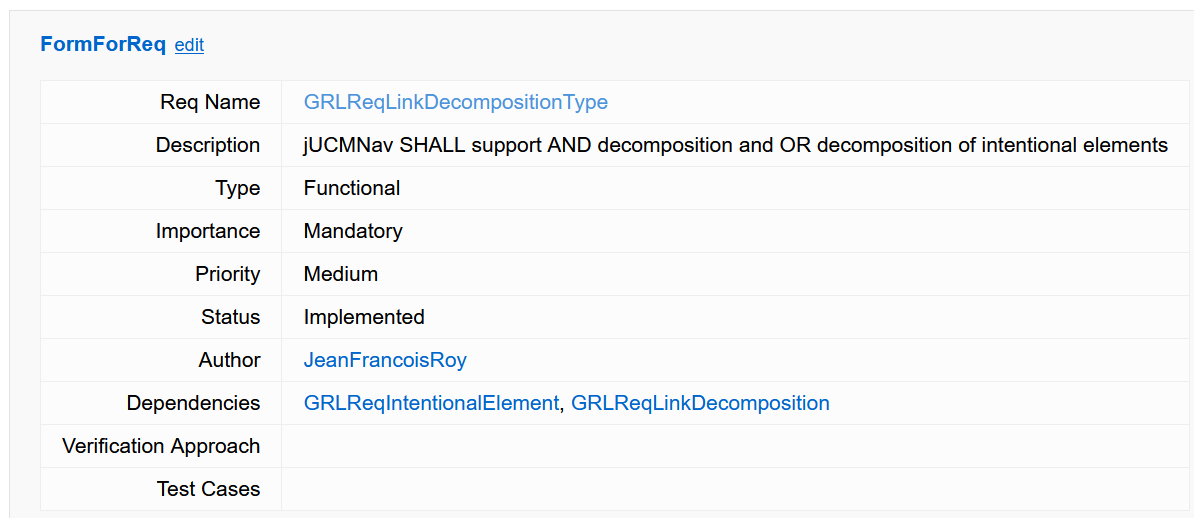 FormForReq edit
Req Name GRLReqLinkDecompositionType
Description jUCMNav SHALL support AND decomposition and OR decomposition of intentional elements
Type Functional
Importance Mandatory
Priority Medium
Status Implemented
Author JeanFrancoisRoy
Dependencies GRLReqIntentionalElement, GRLReqLinkDecomposition
Verification Approach
Test Cases